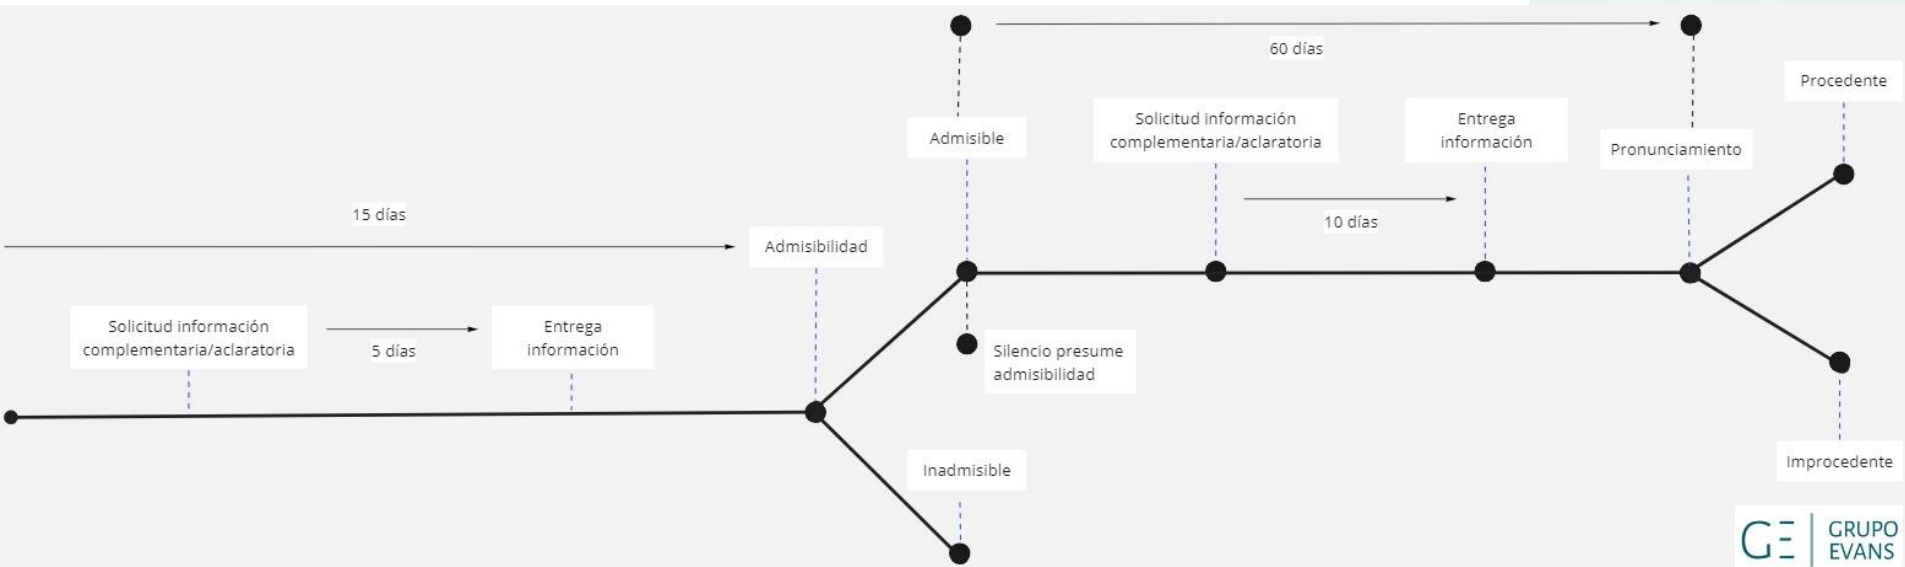 15 días
Solicitud información
complementaria/aclaratoria
5 días
Entrega
información
Admisibilidad
Admisible
Silencio presume
admisibilidad
Inadmisible
60 días
Solicitud información
complementaria/aclaratoria
10 días
Entrega
información
Pronunciamiento
Procedente
Improcedente
GE
GRUPO
EVANS